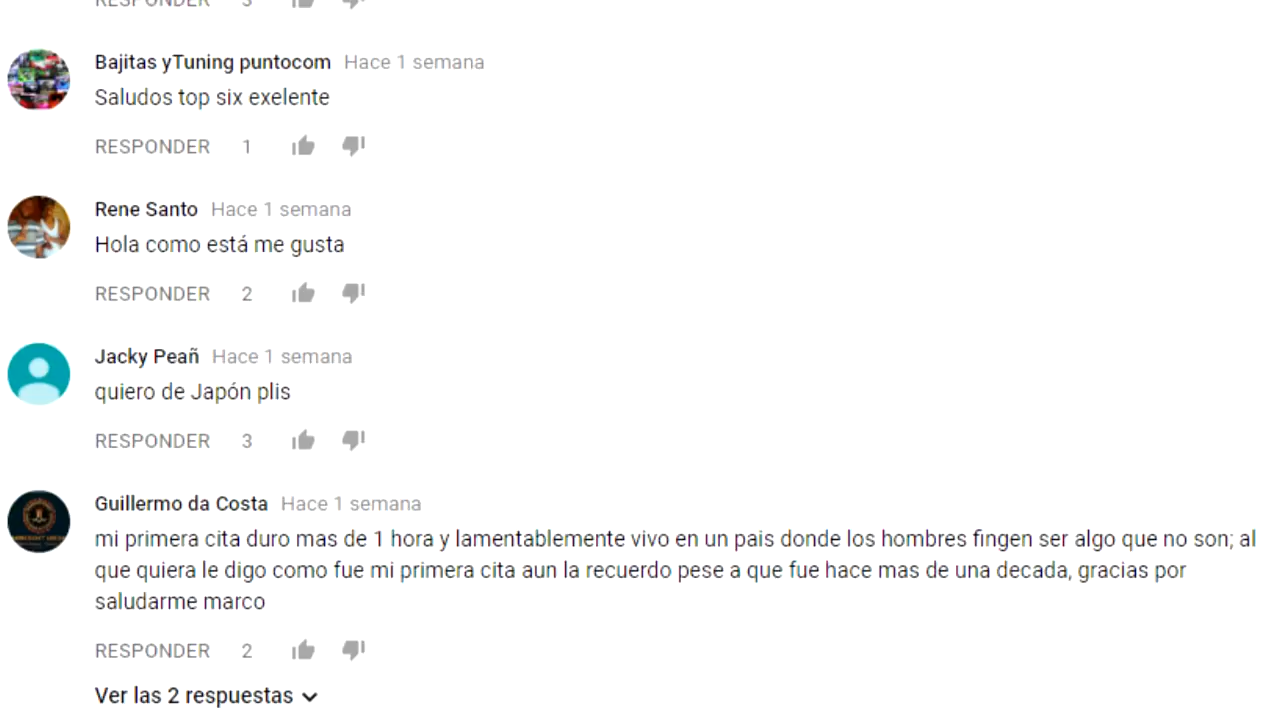 RESPONDER 3
Bajitas yTuning puntocom Hace 1 semana
Saludos top six exelente
RESPONDER 1
Rene Santo Hace 1 semana
Hola como está me gusta
RESPONDER 2
Jacky Peañ Hace 1 semana
quiero de Japón plis
RESPONDER 3
Guillermo da Costa Hace 1 semana
mi primera cita duro mas de 1 hora y lamentablemente vivo en un pais donde los hombres fingen ser algo que no son; al
que quiera le digo como fue mi primera cita aun la recuerdo pese a que fue hace mas de una decada, gracias por
saludarme marco
RESPONDER 2
Ver las 2 respuestas